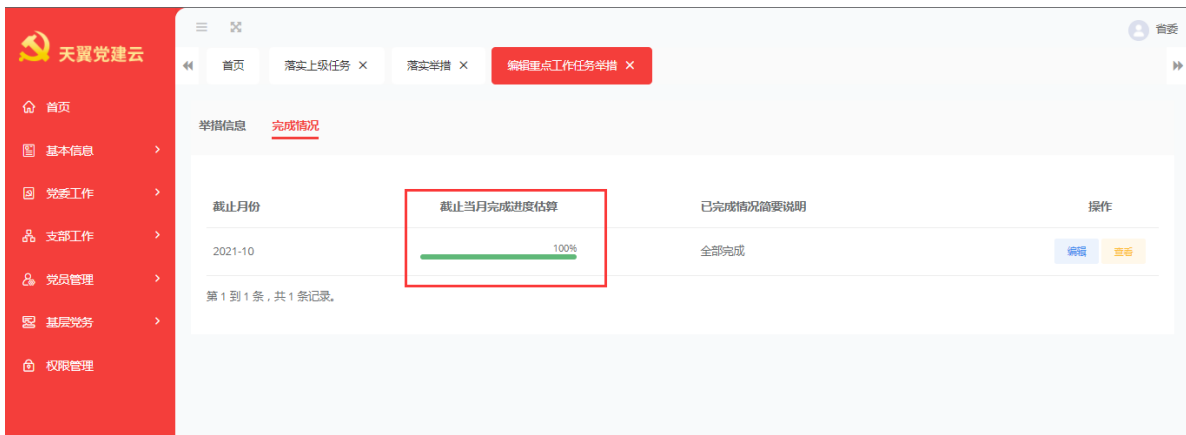 天翼党建云
省委
首页
落实上级任务 ×
落实举措 ×
编辑重点工作任务举措 ×
首页
基本信息
党委工作
支部工作
党员管理
基层党务
权限管理
举措信息
完成情况
截止月份
截止当月完成进度估算
已完成情况简要说明
操作
2021-10
100%
全部完成
编辑
查看
第 1 到 1 条，共 1 条记录。